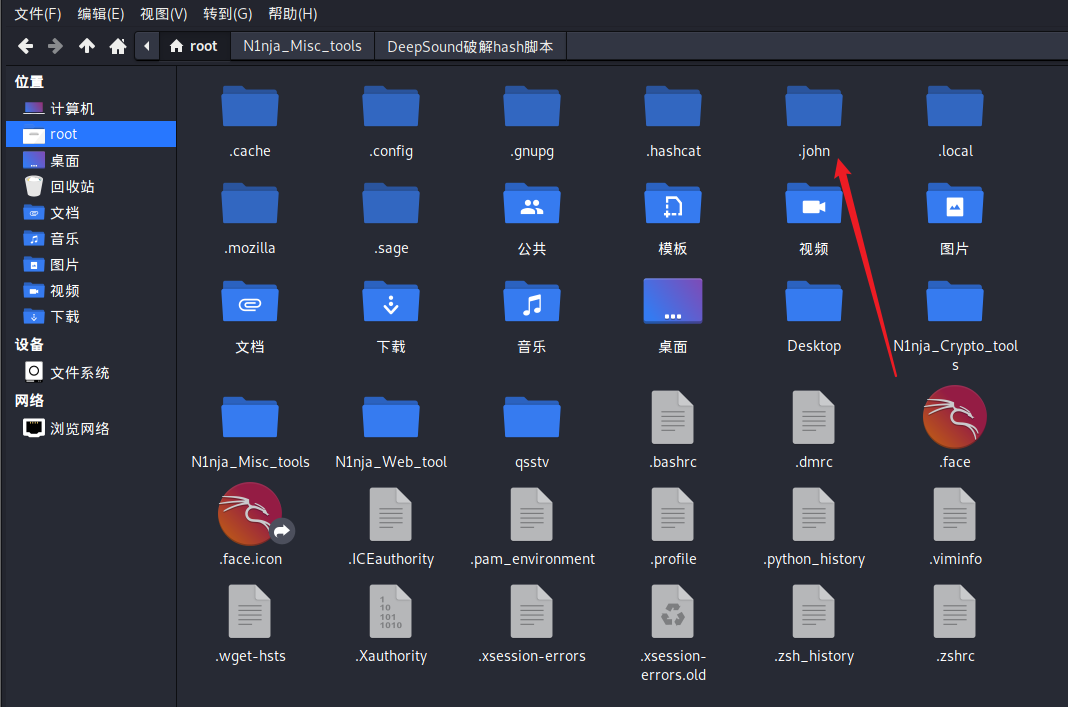 文件(F) 编辑(E) 视图(V) 转到(G) 帮助(H)
root N1nja_Misc_tools DeepSound破解hash脚本
位置
计算机
root
桌面
回收站
文档
音乐
图片
视频
下载
设备
文件系统
网络
浏览网络
.cache .config .gnupg .hashcat .john .local
.mozilla .sage 公共 模板 视频 图片
文档 下载 音乐 桌面 Desktop N1nja_Crypto_tool
s
N1nja_Misc_tools N1nja_Web_tool qsstv .bashrc .dmrc .face
.face.icon .ICEauthority .pam_environment .profile .python_history .viminfo
1
10
101
1010
.wget-hsts .Xauthority .xsession-errors .xsession- .zsh_history .zshrc
errors.old